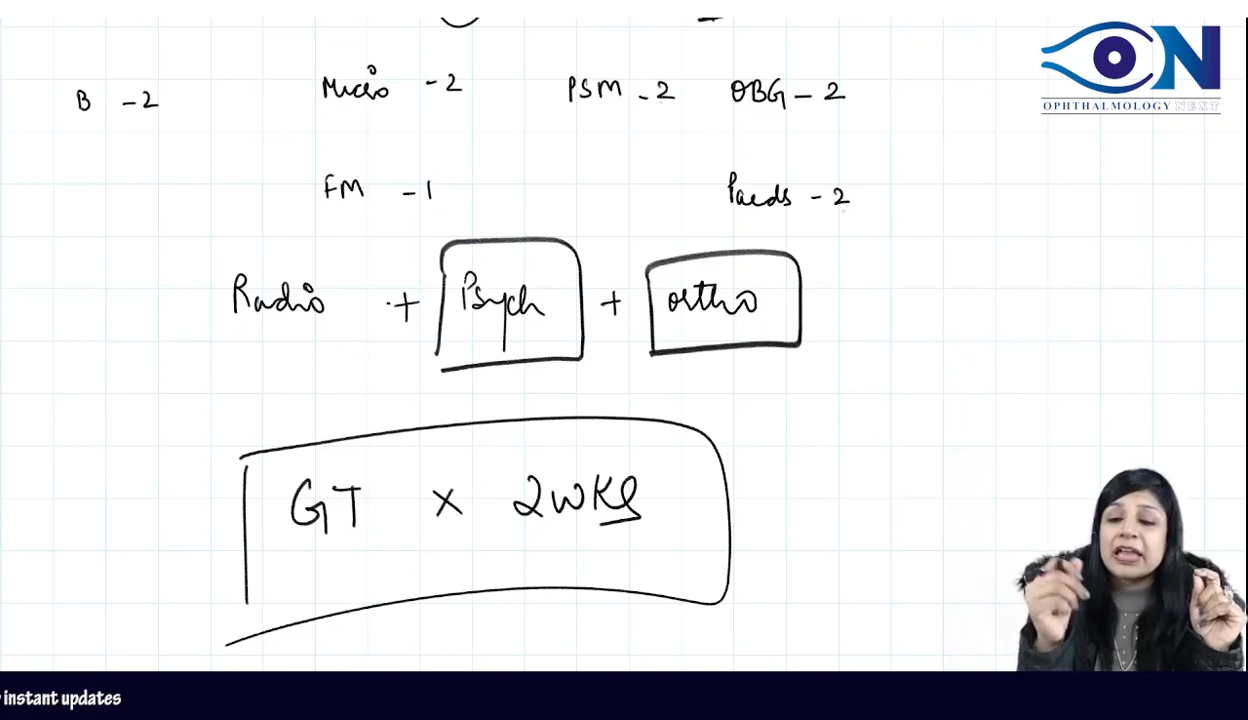 ON
OPHTHALMOLOGY NEXT
B - 2 Micro - 2 PSM - 2 OBG - 2
FM - 1 Paeds - 2
Radio + Psych + ortho
GT x 2wks
instant updates